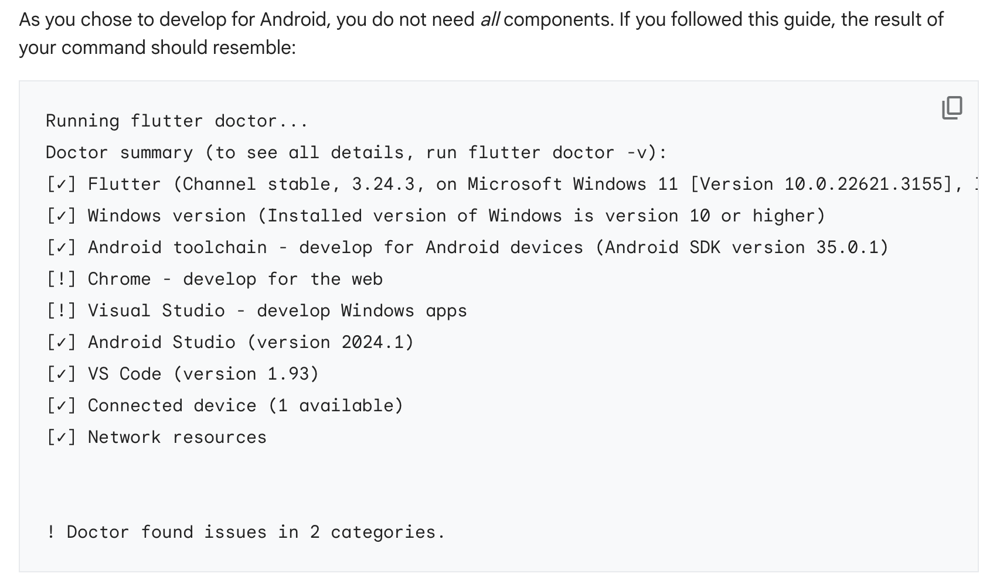 As you chose to develop for Android, you do not need all components. If you followed this guide, the result of
your command should resemble:
Running flutter doctor...
Doctor summary (to see all details, run flutter doctor -v):
[✓] Flutter (Channel stable, 3.24.3, on Microsoft Windows 11 [Version 10.0.22621.3155],
[✓] Windows version (Installed version of Windows is version 10 or higher)
[✓] Android toolchain - develop for Android devices (Android SDK version 35.0.1)
[!] Chrome - develop for the web
[!] Visual Studio - develop Windows apps
[✓] Android Studio (version 2024.1)
[✓] VS Code (version 1.93)
[✓] Connected device (1 available)
[✓] Network resources
! Doctor found issues in 2 categories.